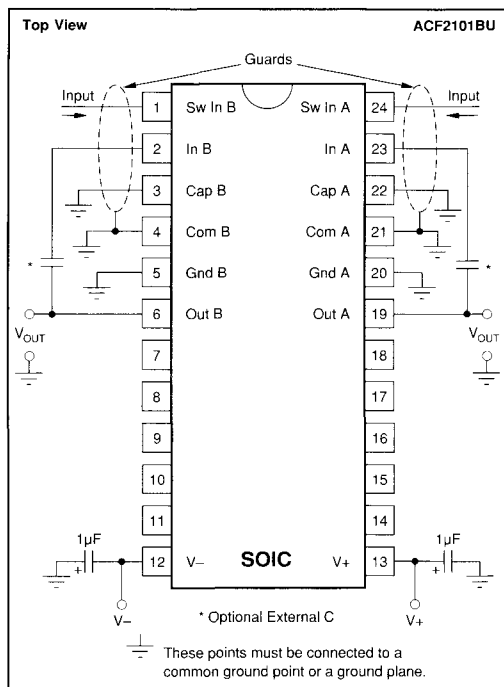 Top View ACF2101BU
Guards
Input Input
1 Sw In B Sw In A 24
2 In B In A 23
3 Cap B Cap A 22
4 Com B Com A 21
* *
5 Gnd B Gnd A 20
6 Out B Out A 19
VOUT VOUT
7 18
8 17
9 16
10 15
11 14
1µF 1µF
12 V– SOIC V+ 13
+ +
V– V+
* Optional External C
These points must be connected to a
common ground point or a ground plane.